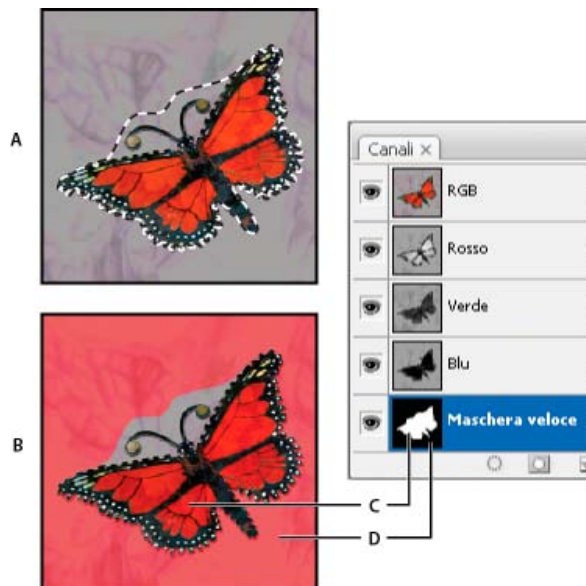 A
Canali ×
RGB
Rosso
Verde
Blu
Maschera veloce
B
C
D